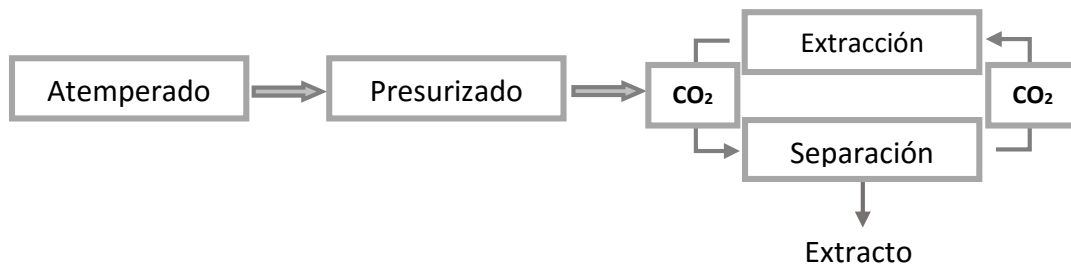 Extracción
Atemperado
Presurizado
CO₂
CO₂
Separación
Extracto